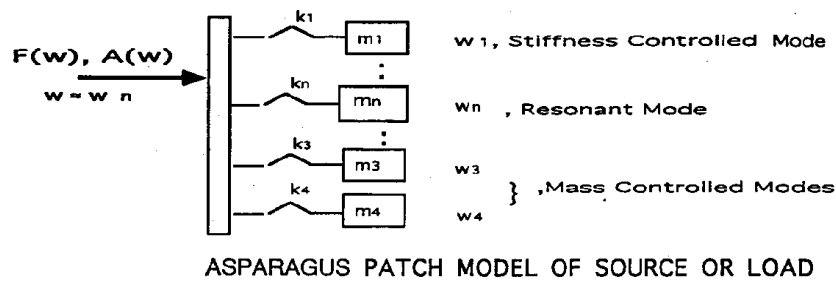 k1
m1
w1, Stiffness Controlled Mode
F(w), A(w)
w ≈ w n
kn
mn
wn , Resonant Mode
k3
m3
w3
} ,Mass Controlled Modes
k4
m4
w4
ASPARAGUS PATCH MODEL OF SOURCE OR LOAD